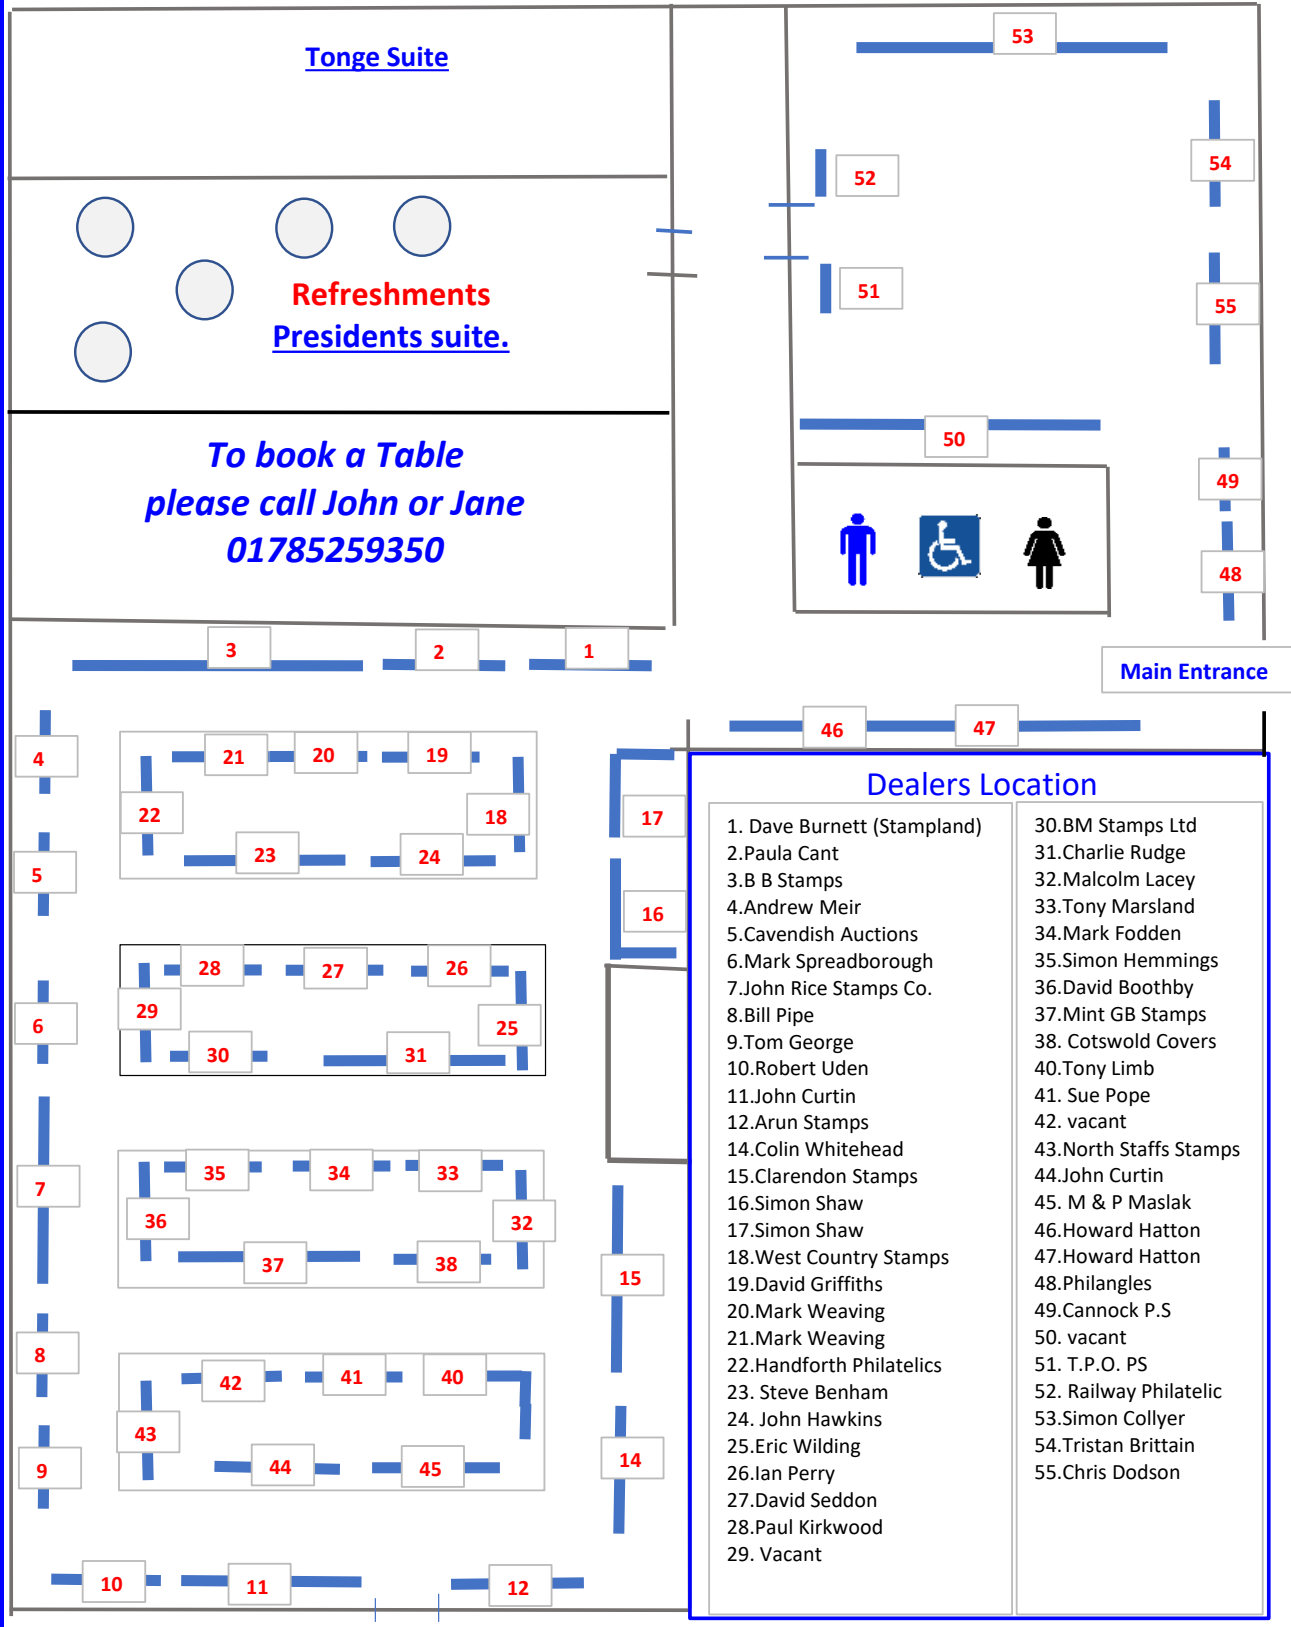 Tonge Suite
53
54
52
51
55
Refreshments
Presidents suite.
50
49
48
To book a Table
please call John or Jane
01785259350
3
2
1
Main Entrance
46
47
4
21
20
19
22
18
23
24
5
17
16
28
27
26
29
25
30
31
6
35
34
33
36
32
37
38
7
15
8
42
41
40
43
44
45
9
14
10
11
12
Dealers Location
1. Dave Burnett (Stampland)
2.Paula Cant
3.B B Stamps
4.Andrew Meir
5.Cavendish Auctions
6.Mark Spreadborough
7.John Rice Stamps Co.
8.Bill Pipe
9.Tom George
10.Robert Uden
11.John Curtin
12.Arun Stamps
14.Colin Whitehead
15.Clarendon Stamps
16.Simon Shaw
17.Simon Shaw
18.West Country Stamps
19.David Griffiths
20.Mark Weaving
21.Mark Weaving
22.Handforth Philatelics
23. Steve Benham
24. John Hawkins
25.Eric Wilding
26.Ian Perry
27.David Seddon
28.Paul Kirkwood
29. Vacant
30.BM Stamps Ltd
31.Charlie Rudge
32.Malcolm Lacey
33.Tony Marsland
34.Mark Fodden
35.Simon Hemmings
36.David Boothby
37.Mint GB Stamps
38. Cotswold Covers
40.Tony Limb
41. Sue Pope
42. vacant
43.North Staffs Stamps
44.John Curtin
45. M & P Maslak
46.Howard Hatton
47.Howard Hatton
48.Philangles
49.Cannock P.S
50. vacant
51. T.P.O. PS
52. Railway Philatelic
53.Simon Collyer
54.Tristan Brittain
55.Chris Dodson